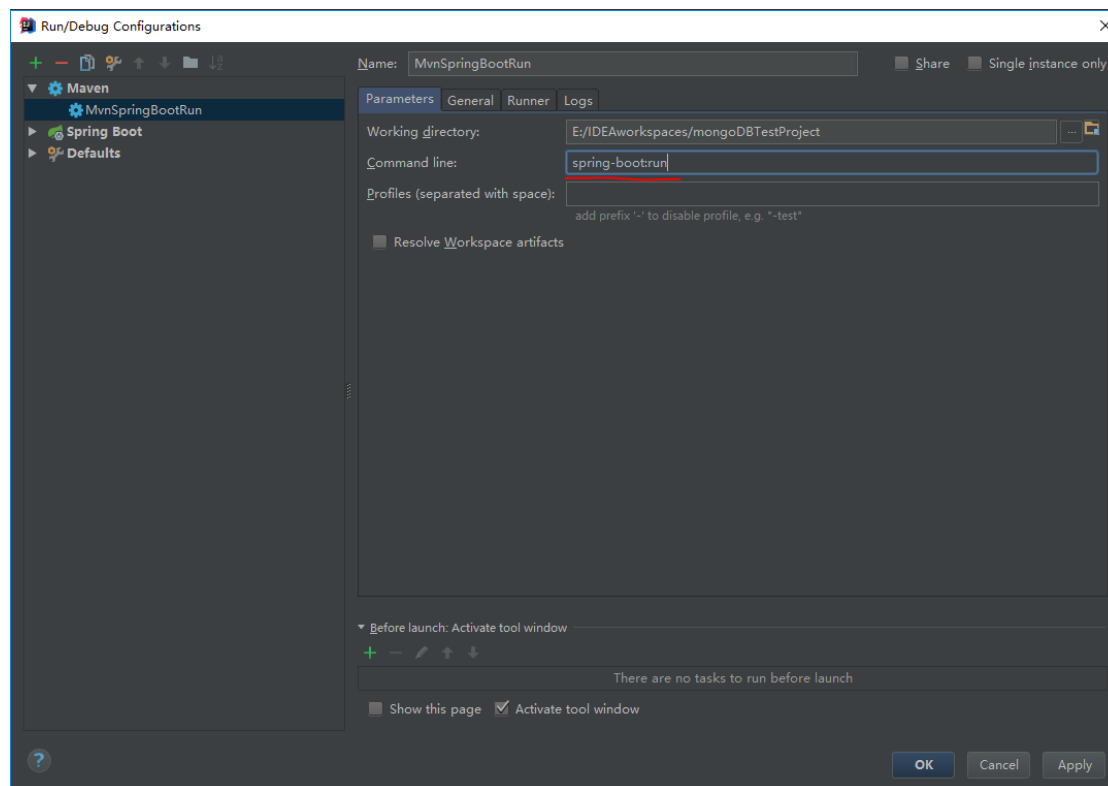 Run/Debug Configurations
Name: MvnSpringBootRun Share Single instance only
Maven
MvnSpringBootRun
Spring Boot
Defaults
Parameters General Runner Logs
Working directory: E:/IDEAworkspaces/mongoDBTestProject ...
Command line: spring-boot:run
Profiles (separated with space):
add prefix '-' to disable profile, e.g. "-test"
Resolve Workspace artifacts
Before launch: Activate tool window
There are no tasks to run before launch
Show this page Activate tool window
? OK Cancel Apply